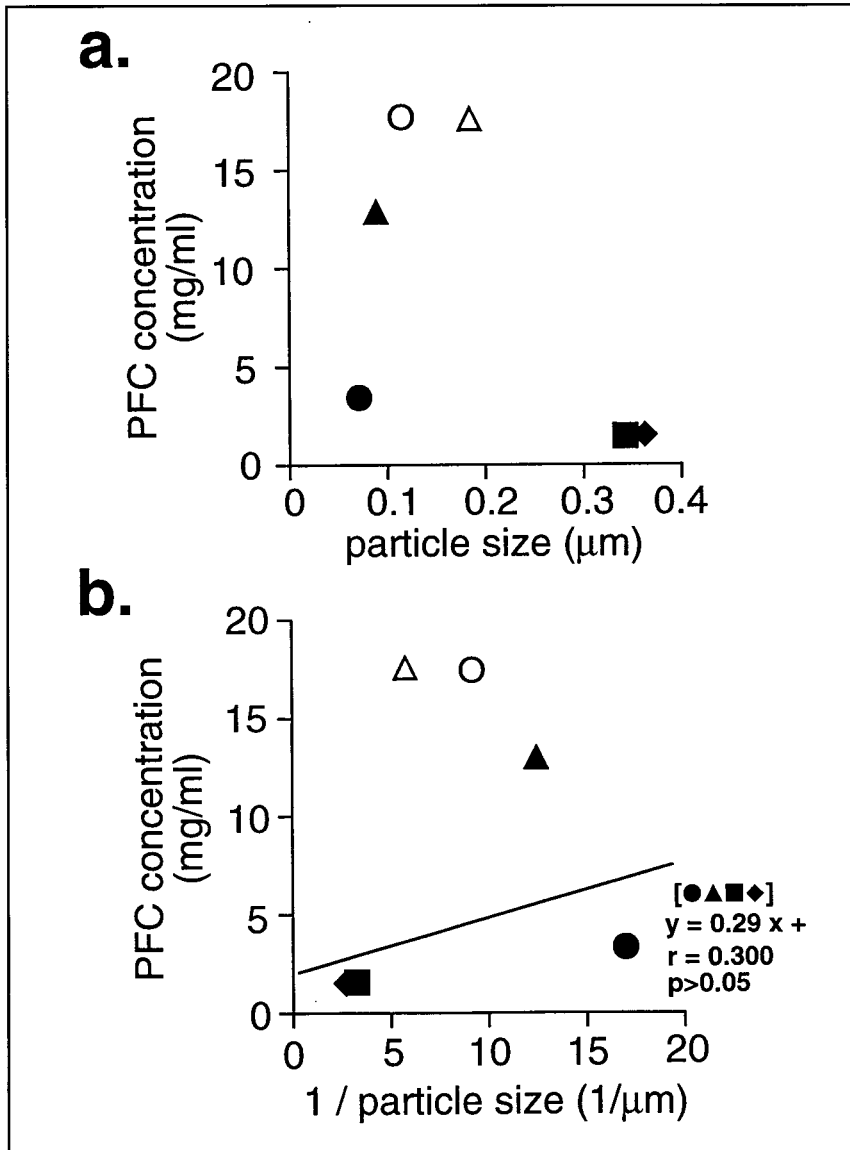 a.
PFC concentration
(mg/ml)
20
15
10
5
0
0 0.1 0.2 0.3 0.4
particle size (μm)
b.
PFC concentration
(mg/ml)
20
15
10
5
0
[●▲■◆]
y = 0.29 x +
r = 0.300
p>0.05
0 5 10 15 20
1 / particle size (1/μm)